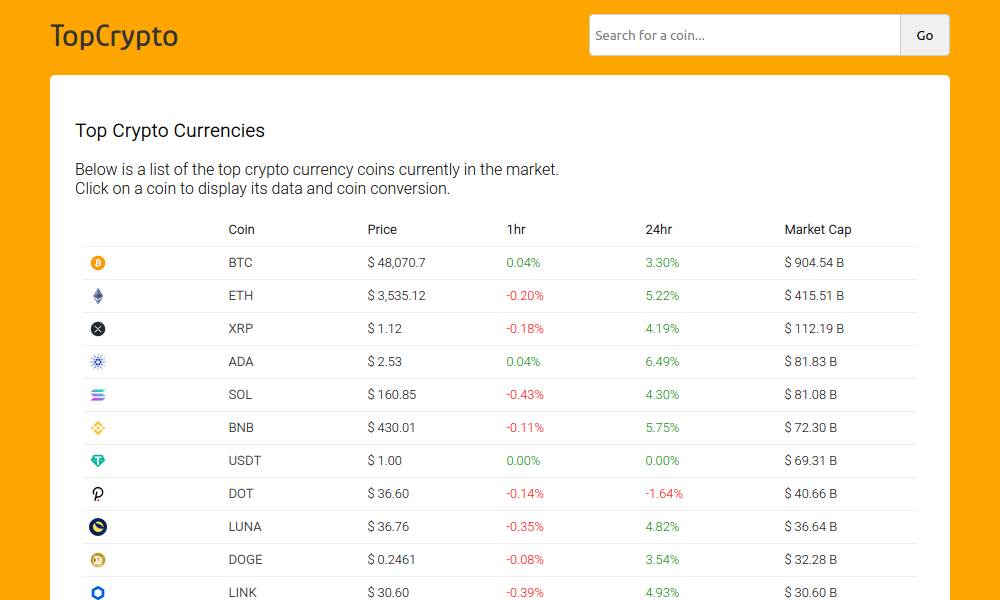 TopCrypto
Search for a coin...
Go
Top Crypto Currencies
Below is a list of the top crypto currency coins currently in the market.
Click on a coin to display its data and coin conversion.
Coin Price 1hr 24hr Market Cap
BTC $ 48,070.7 0.04% 3.30% $ 904.54 B
ETH $ 3,535.12 -0.20% 5.22% $ 415.51 B
XRP $ 1.12 -0.18% 4.19% $ 112.19 B
ADA $ 2.53 0.04% 6.49% $ 81.83 B
SOL $ 160.85 -0.43% 4.30% $ 81.08 B
BNB $ 430.01 -0.11% 5.75% $ 72.30 B
USDT $ 1.00 0.00% 0.00% $ 69.31 B
DOT $ 36.60 -0.14% -1.64% $ 40.66 B
LUNA $ 36.76 -0.35% 4.82% $ 36.64 B
DOGE $ 0.2461 -0.08% 3.54% $ 32.28 B
LINK $ 30.60 -0.39% 4.93% $ 30.60 B